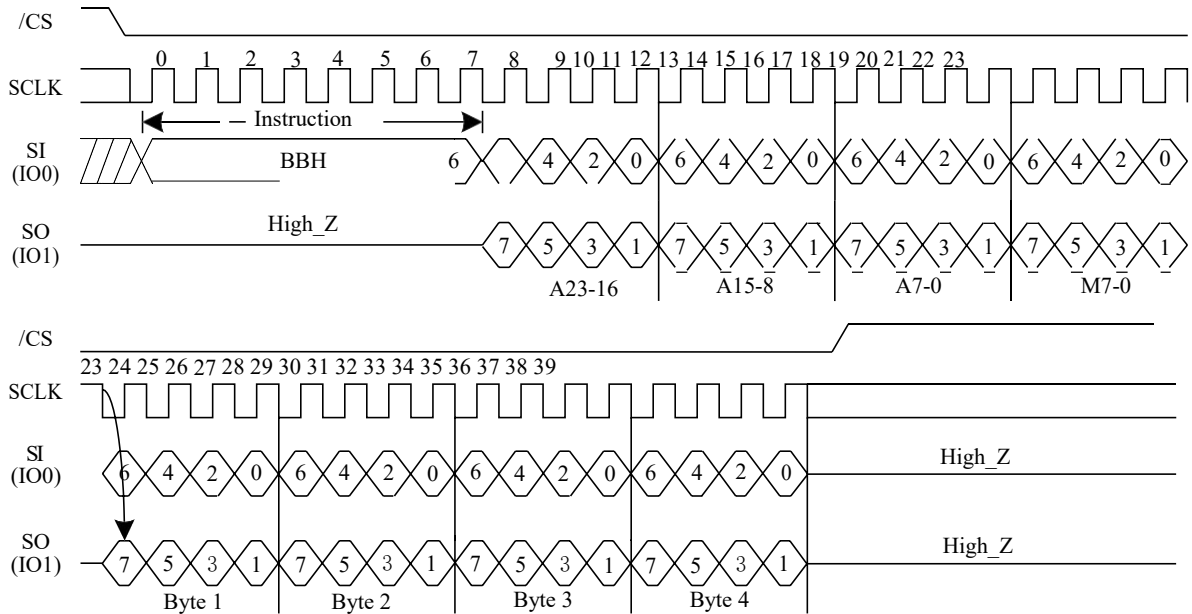 /CS
0 1 2 3 4 5 6 7 8 9 10 11 12 13 14 15 16 17 18 19 20 21 22 23
SCLK
Instruction
SI
(IO0)
BBH
6 4 2 0 6 4 2 0 6 4 2 0 6 4 2 0
SO
(IO1)
High_Z
7 5 3 1 7 5 3 1 7 5 3 1 7 5 3 1
A23-16 A15-8 A7-0 M7-0
/CS
23 24 25 26 27 28 29 30 31 32 33 34 35 36 37 38 39
SCLK
SI
(IO0)
6 4 2 0 6 4 2 0 6 4 2 0 6 4 2 0
High_Z
SO
(IO1)
7 5 3 1 7 5 3 1 7 5 3 1 7 5 3 1
High_Z
Byte 1 Byte 2 Byte 3 Byte 4